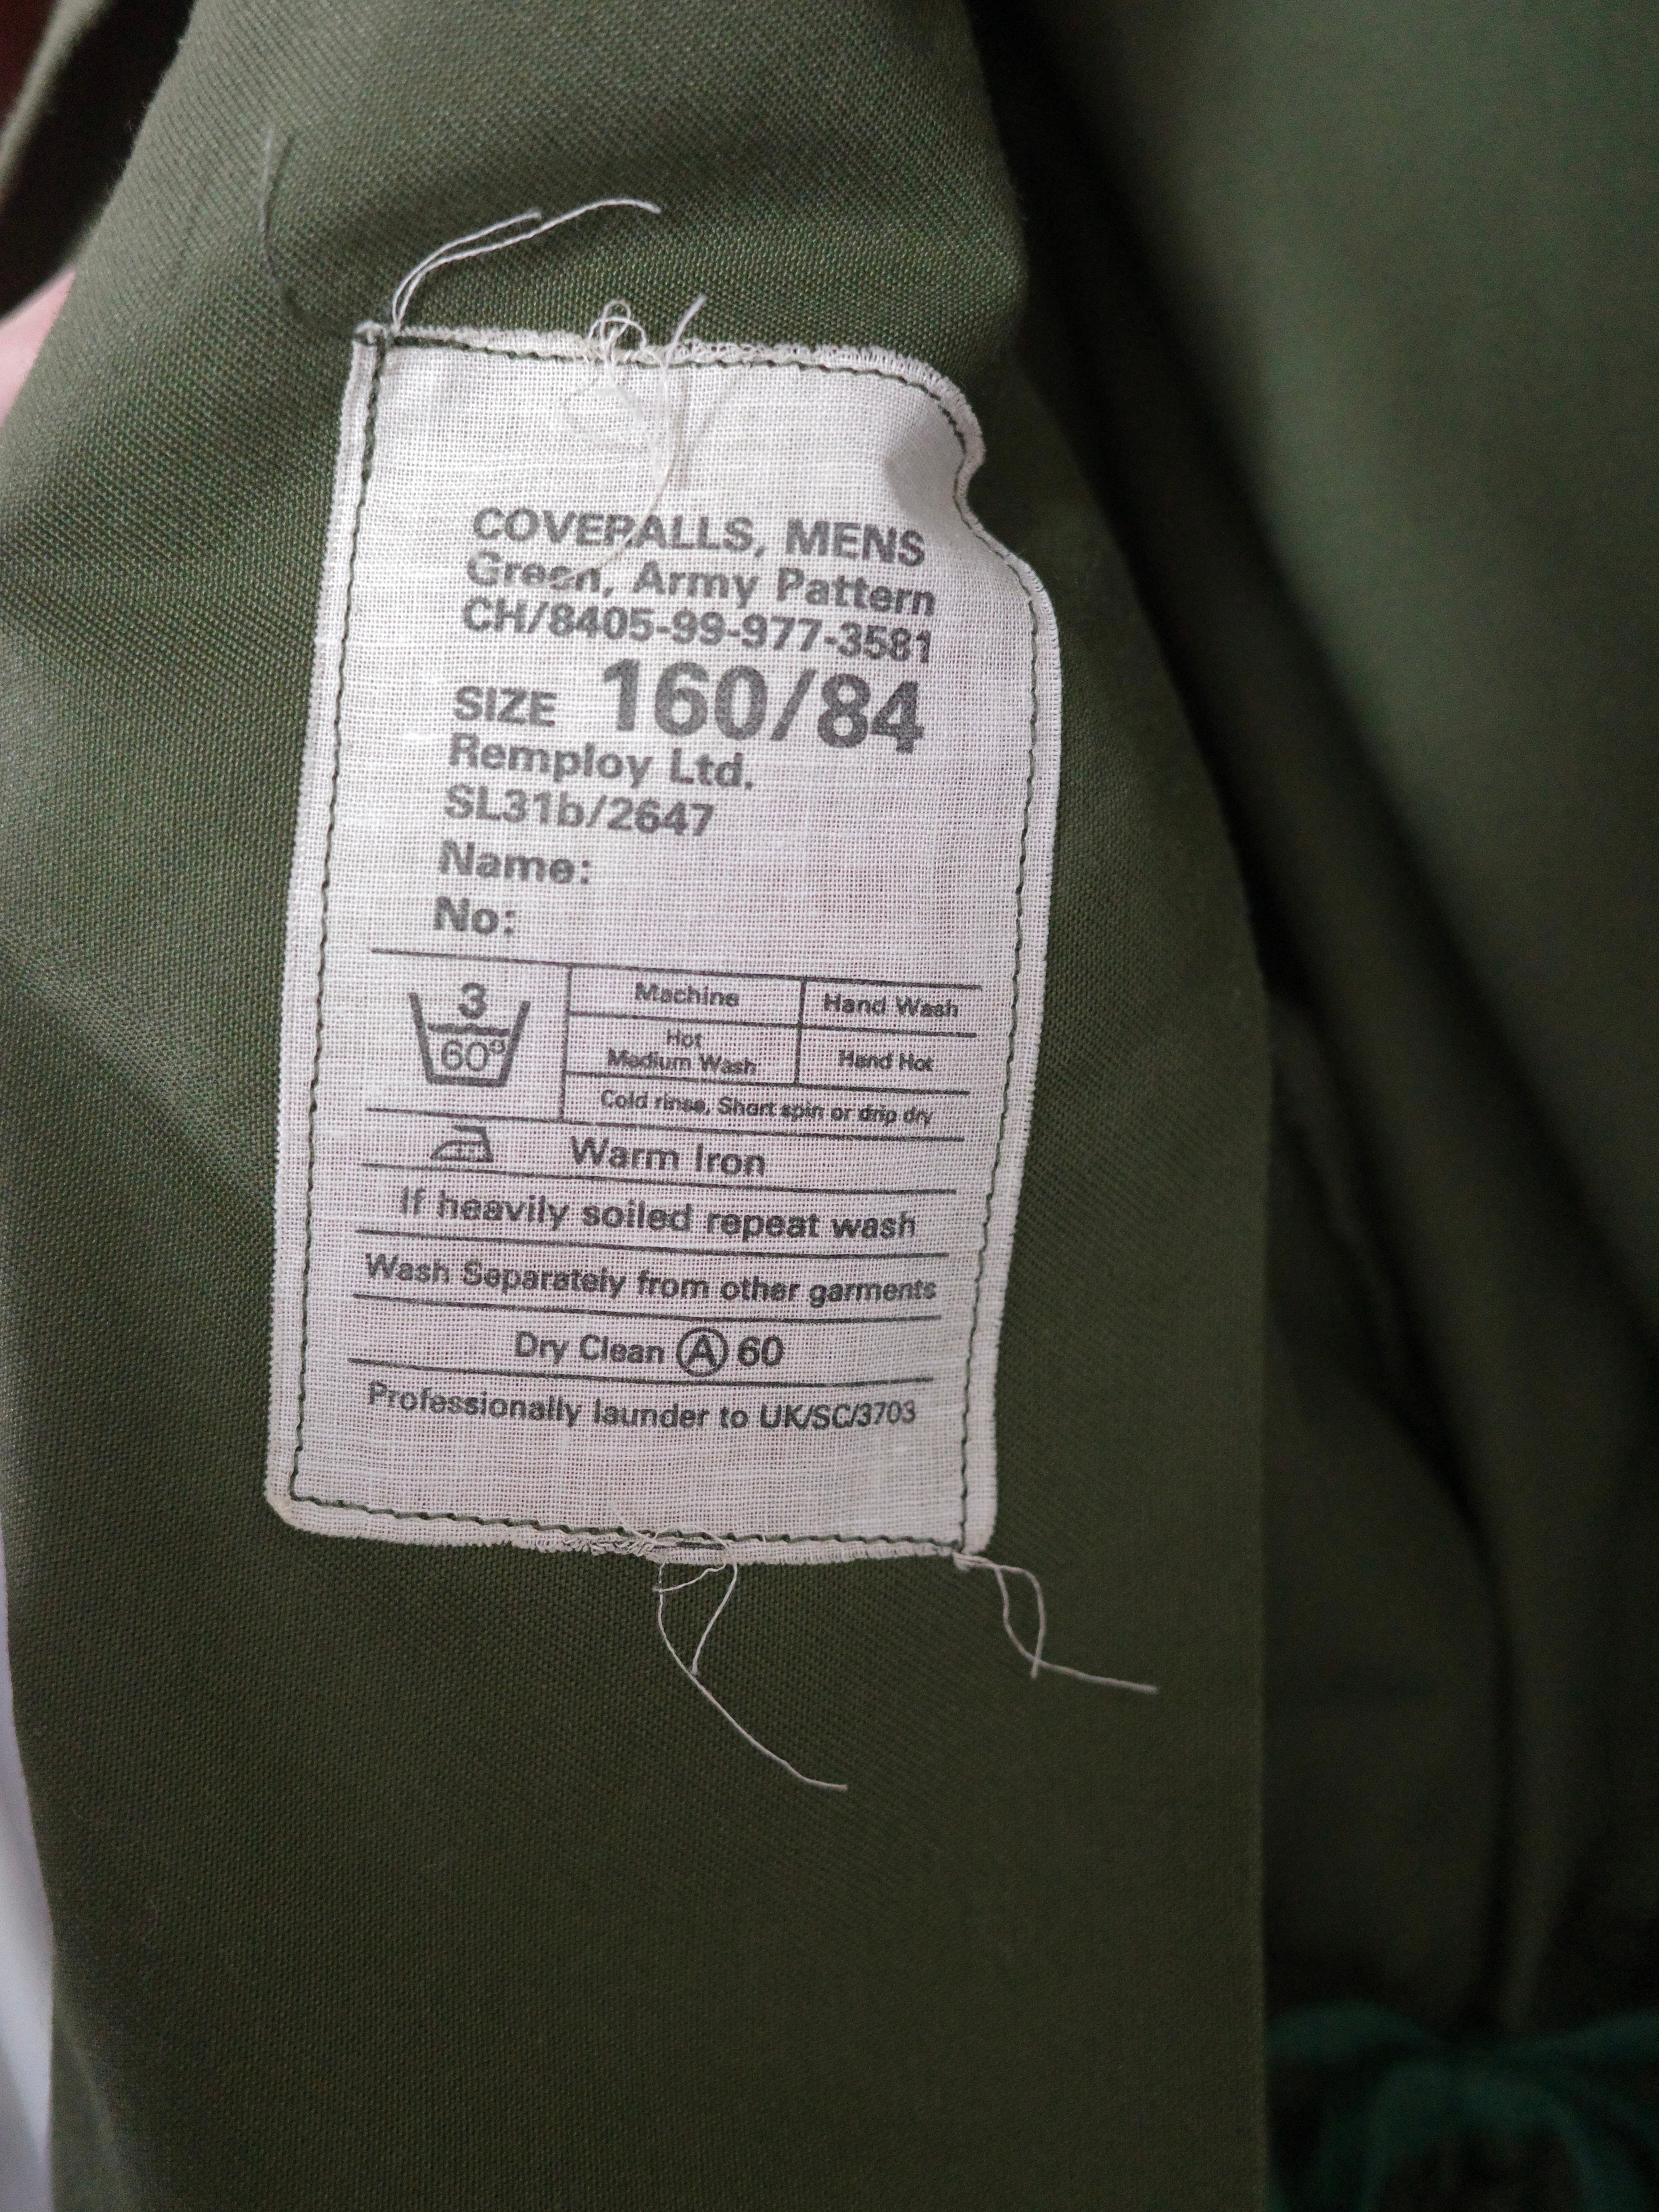 COVERALLS, MENS
Green, Army Pattern
CH/8405-99-977-3581
SIZE 160/84
Remploy Ltd.
SL31b/2647
Name:
No:
3
60°
Machine
Hand Wash
Hot
Medium Wash
Hand Hot
Cold rinse, Short spin or drip dry
Warm Iron
If heavily soiled repeat wash
Wash Separately from other garments
Dry Clean Ⓐ 60
Professionally launder to UK/SC/3703